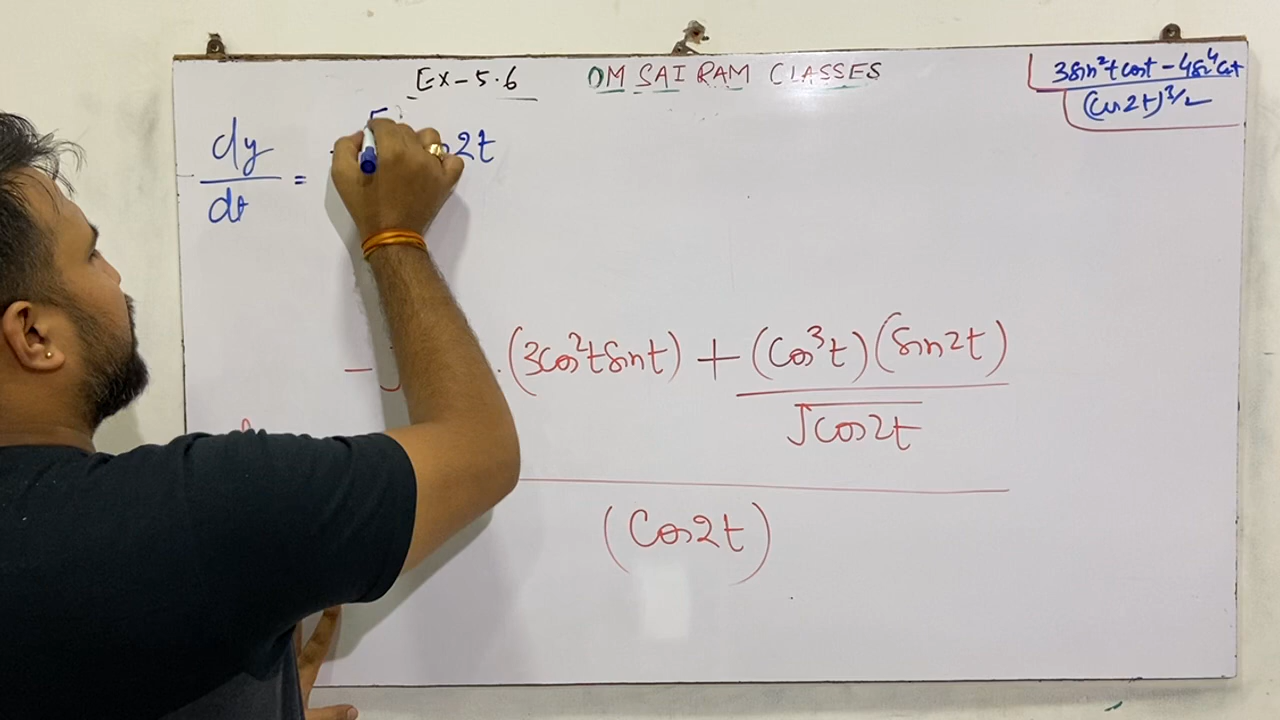 Ex-5.6 OM SAI RAM CLASSES
3sin²t cost - 4sin⁴t cost
(cos2t)^3/2
dy
dt
= 2t
- . (3cos²t sint) + (cos³t)(sin2t)
√cos2t
(cos2t)